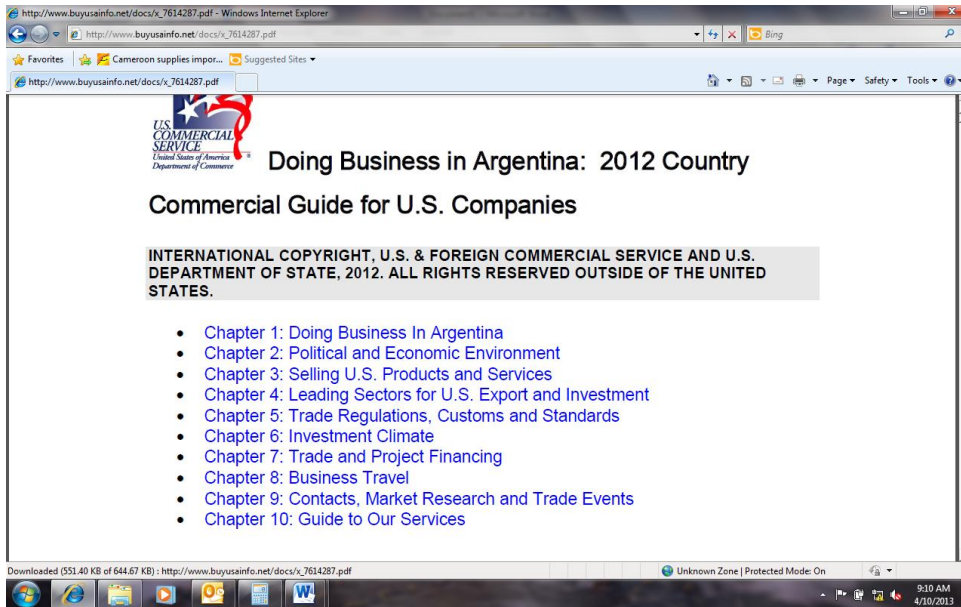 http://www.buyusainfo.net/docs/x_7614287.pdf - Windows Internet Explorer
http://www.buyusainfo.net/docs/x_7614287.pdf
Bing
Favorites
Cameroon supplies impor...
Suggested Sites
http://www.buyusainfo.net/docs/x_7614287.pdf
Page
Safety
Tools
U.S.
COMMERCIAL
SERVICE
United States of America
Department of Commerce
Doing Business in Argentina: 2012 Country
Commercial Guide for U.S. Companies
INTERNATIONAL COPYRIGHT, U.S. & FOREIGN COMMERCIAL SERVICE AND U.S.
DEPARTMENT OF STATE, 2012. ALL RIGHTS RESERVED OUTSIDE OF THE UNITED
STATES.
• Chapter 1: Doing Business In Argentina
• Chapter 2: Political and Economic Environment
• Chapter 3: Selling U.S. Products and Services
• Chapter 4: Leading Sectors for U.S. Export and Investment
• Chapter 5: Trade Regulations, Customs and Standards
• Chapter 6: Investment Climate
• Chapter 7: Trade and Project Financing
• Chapter 8: Business Travel
• Chapter 9: Contacts, Market Research and Trade Events
• Chapter 10: Guide to Our Services
Downloaded (551.40 KB of 644.67 KB) : http://www.buyusainfo.net/docs/x_7614287.pdf
Unknown Zone | Protected Mode: On
9:10 AM
4/10/2013